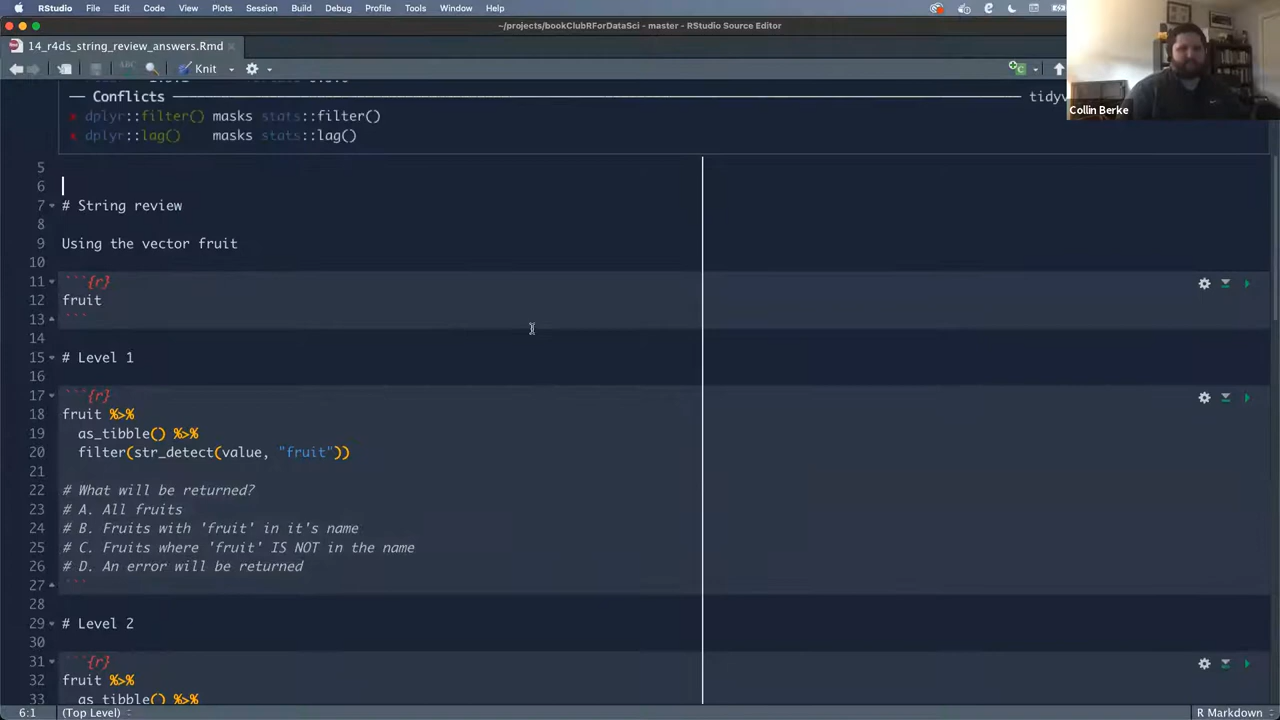 RStudio File Edit Code View Plots Session Build Debug Profile Tools Window Help
~/projects/bookClubRForDataSci - master - RStudio Source Editor
14_r4ds_string_review_answers.Rmd
Knit
── Conflicts ── tidyv
dplyr::filter() masks stats::filter()
dplyr::lag() masks stats::lag()
Collin Berke
5
6
7 # String review
8
9 Using the vector fruit
10
11 ```{r}
12 fruit
13 ```
14
15 # Level 1
16
17 ```{r}
18 fruit %>%
19 as_tibble() %>%
20 filter(str_detect(value, "fruit"))
21
22 # What will be returned?
23 # A. All fruits
24 # B. Fruits with 'fruit' in it's name
25 # C. Fruits where 'fruit' IS NOT in the name
26 # D. An error will be returned
27 ```
28
29 # Level 2
30
31 ```{r}
32 fruit %>%
33 as_tibble() %>%
6:1 (Top Level) R Markdown